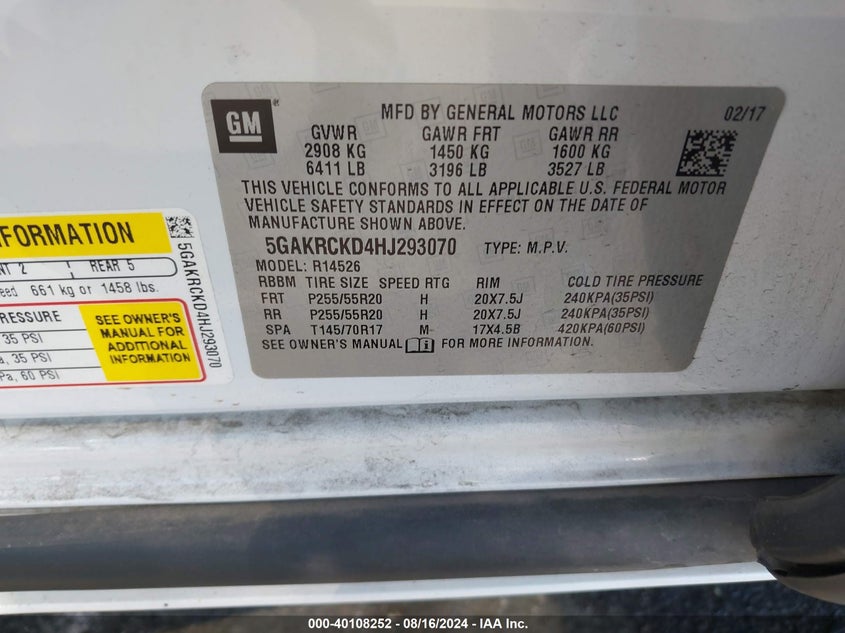 GM
MFD BY GENERAL MOTORS LLC 02/17
GVWR GAWR FRT GAWR RR
2908 KG 1450 KG 1600 KG
6411 LB 3196 LB 3527 LB
THIS VEHICLE CONFORMS TO ALL APPLICABLE U.S. FEDERAL MOTOR
VEHICLE SAFETY STANDARDS IN EFFECT ON THE DATE OF
MANUFACTURE SHOWN ABOVE.
5GAKRCKD4HJ293070 TYPE: M.P.V.
MODEL: R14526
RBBM TIRE SIZE SPEED RTG RIM COLD TIRE PRESSURE
FRT P255/55R20 H 20X7.5J 240KPA(35PSI)
RR P255/55R20 H 20X7.5J 240KPA(35PSI)
SPA T145/70R17 M 17X4.5B 420KPA(60PSI)
SEE OWNER'S MANUAL FOR MORE INFORMATION.
REAR 5
661 kg or 1458 lbs.
35 PSI
35 PSI
60 PSI
SEE OWNER'S
MANUAL FOR
ADDITIONAL
INFORMATION
5GAKRCKD4HJ293070
000-40108252 - 08/16/2024 - IAA Inc.